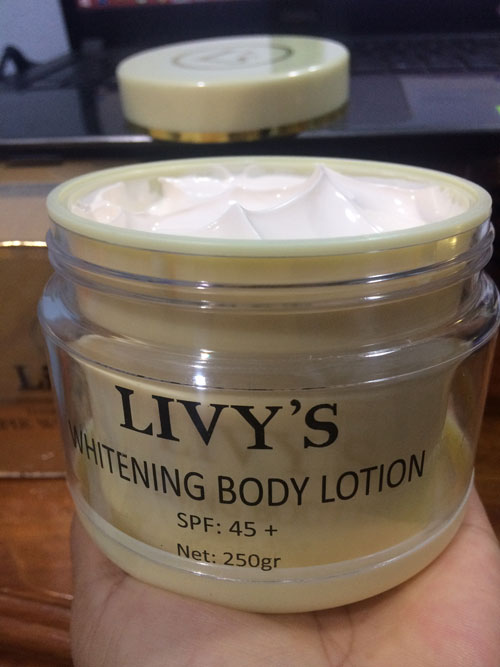 LIVY'S
WHITENING BODY LOTION
SPF: 45 +
Net: 250gr